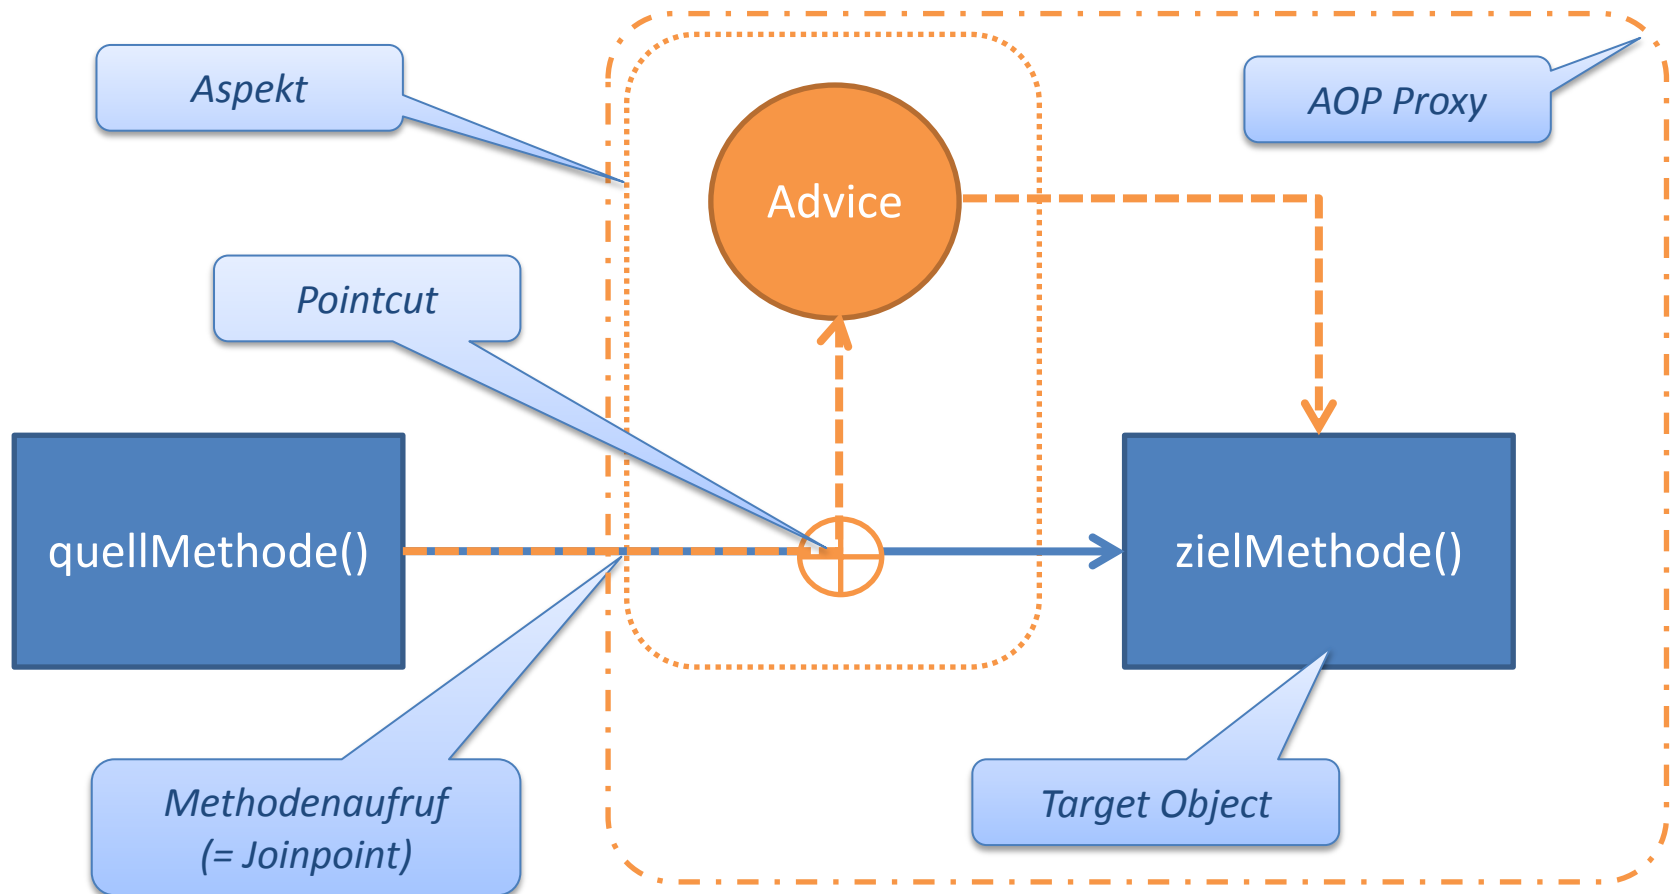 Aspekt
AOP Proxy
Advice
Pointcut
quellMethode()
zielMethode()
Methodenaufruf
(= Joinpoint)
Target Object